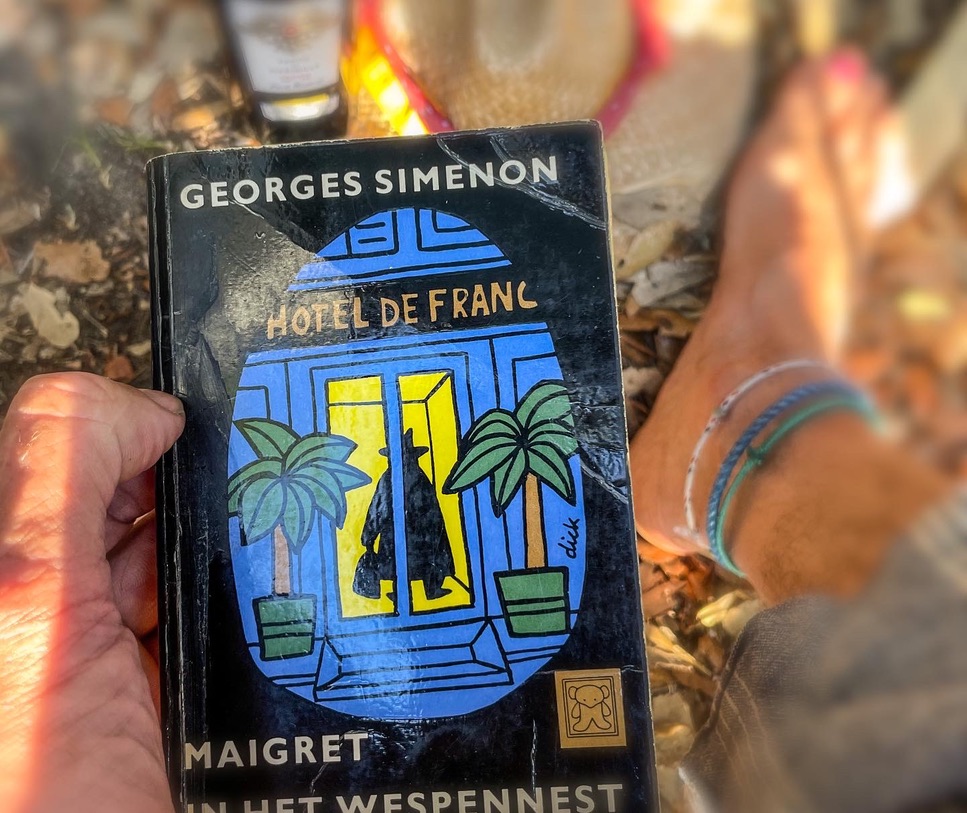 GEORGES SIMENON
HOTEL DE FRANC
dick
MAIGRET
IN HET WESPENNEST